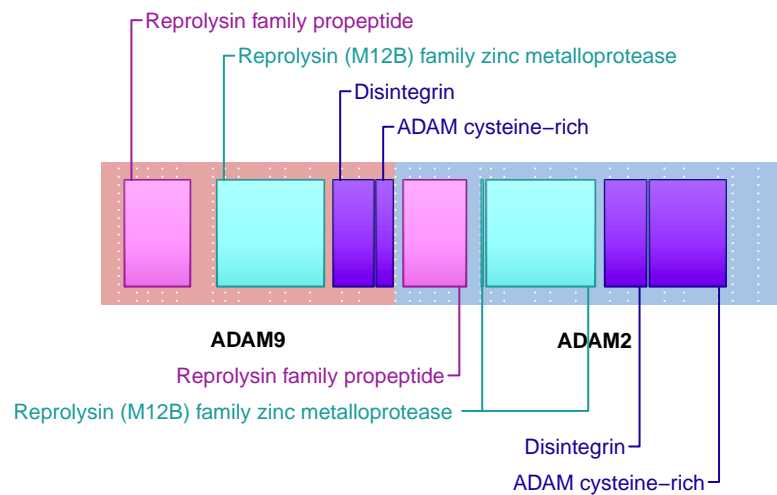 Reprolysin family propeptide
Reprolysin (M12B) family zinc metalloprotease
Disintegrin
ADAM cysteine−rich
ADAM9
ADAM2
Reprolysin family propeptide
Reprolysin (M12B) family zinc metalloprotease
Disintegrin
ADAM cysteine−rich